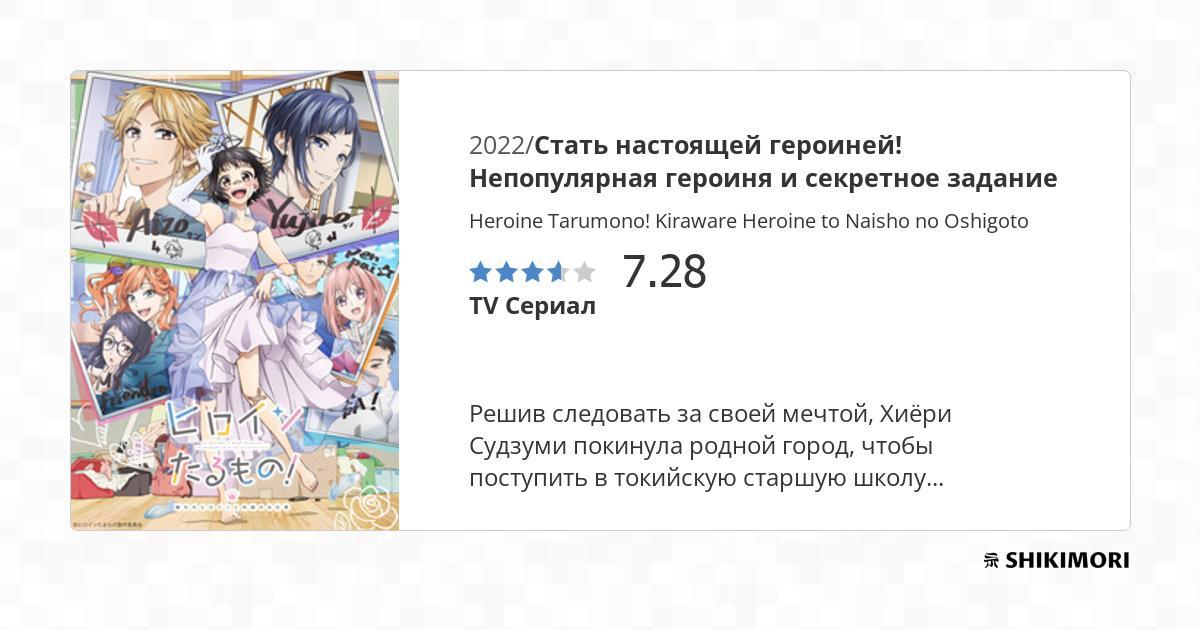 Aizo
Yujiro
My
friends
ヒロイン
たるもの!
2022/Стать настоящей героиней!
Непопулярная героиня и секретное задание
Heroine Tarumono! Kiraware Heroine to Naisho no Oshigoto
7.28
TV Сериал
Решив следовать за своей мечтой, Хиёри
Судзуми покинула родной город, чтобы
поступить в токийскую старшую школу...
SHIKIMORI